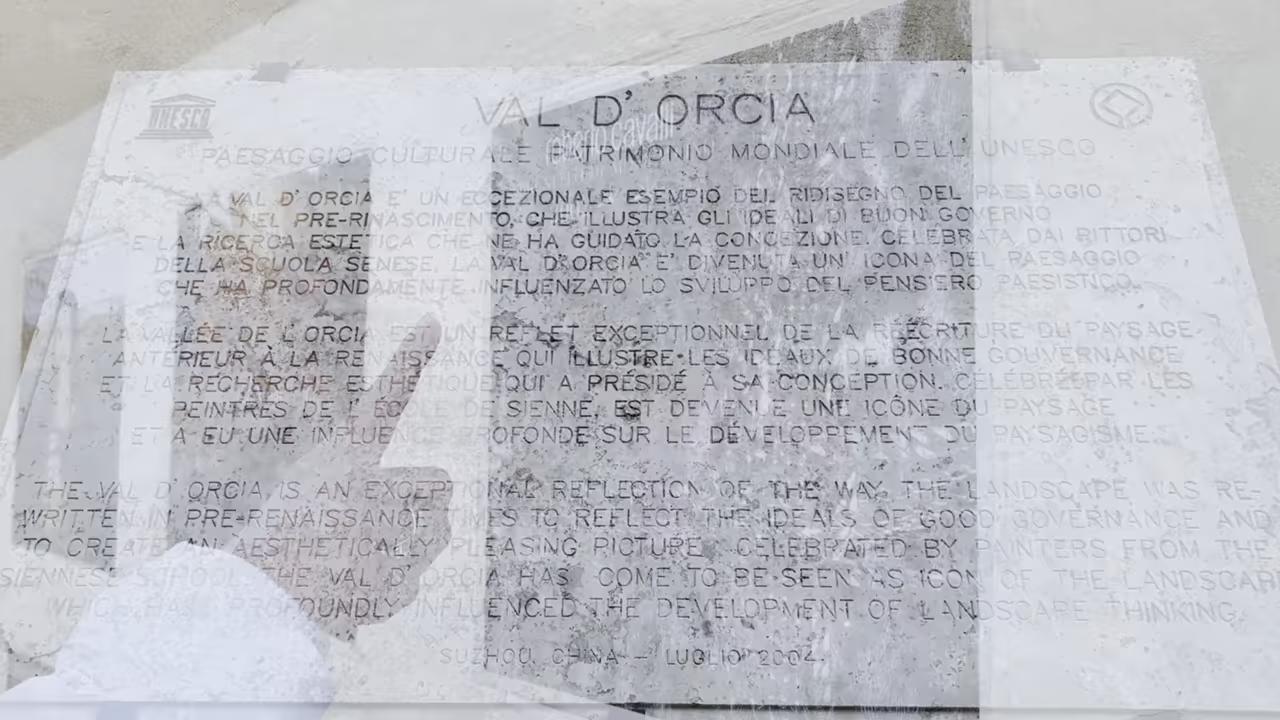 UNESCO
VAL D' ORCIA
PAESAGGIO CULTURALE PATRIMONIO MONDIALE DELL' UNESCO
LA VAL D' ORCIA E' UN ECCEZIONALE ESEMPIO DEL RIDISEGNO DEL PAESAGGIO
NEL PRE-RINASCIMENTO, CHE ILLUSTRA GLI IDEALI DI BUON GOVERNO
E LA RICERCA ESTETICA CHE NE HA GUIDATO LA CONCEZIONE. CELEBRATA DAI PITTORI
DELLA SCUOLA SENESE, LA VAL D'ORCIA E' DIVENUTA UN' ICONA DEL PAESAGGIO
CHE HA PROFONDAMENTE INFLUENZATO LO SVILUPPO DEL PENSIERO PAESISTICO.
LA VALLÉE DE L'ORCIA EST UN REFLET EXCEPTIONNEL DE LA RÉÉCRITURE DU PAYSAGE
ANTÉRIEUR À LA RENAISSANCE QUI ILLUSTRE LES IDEAUX DE BONNE GOUVERNANCE
ET LA RECHERCHE ESTHÉTIQUE QUI A PRÉSIDÉ À SA CONCEPTION. CÉLÉBRÉE PAR LES
PEINTRES DE L' ÉCOLE DE SIENNE, EST DEVENUE UNE ICÔNE DU PAYSAGE
ET A EU UNE INFLUENCE PROFONDE SUR LE DÉVELOPPEMENT DU PAYSAGISME.
THE VAL D' ORCIA IS AN EXCEPTIONAL REFLECTION OF THE WAY THE LANDSCAPE WAS RE-
WRITTEN IN PRE-RENAISSANCE TIMES TO REFLECT THE IDEALS OF GOOD GOVERNANCE AND
TO CREATE AN AESTHETICALLY PLEASING PICTURE. CELEBRATED BY PAINTERS FROM THE
SIENNESE SCHOOL, THE VAL D' ORCIA HAS COME TO BE SEEN AS ICON OF THE LANDSCAP
WHICH HAS PROFOUNDLY INFLUENCED THE DEVELOPMENT OF LANDSCAPE THINKING.
SUZHOU, CHINA - LUGLIO 2004.